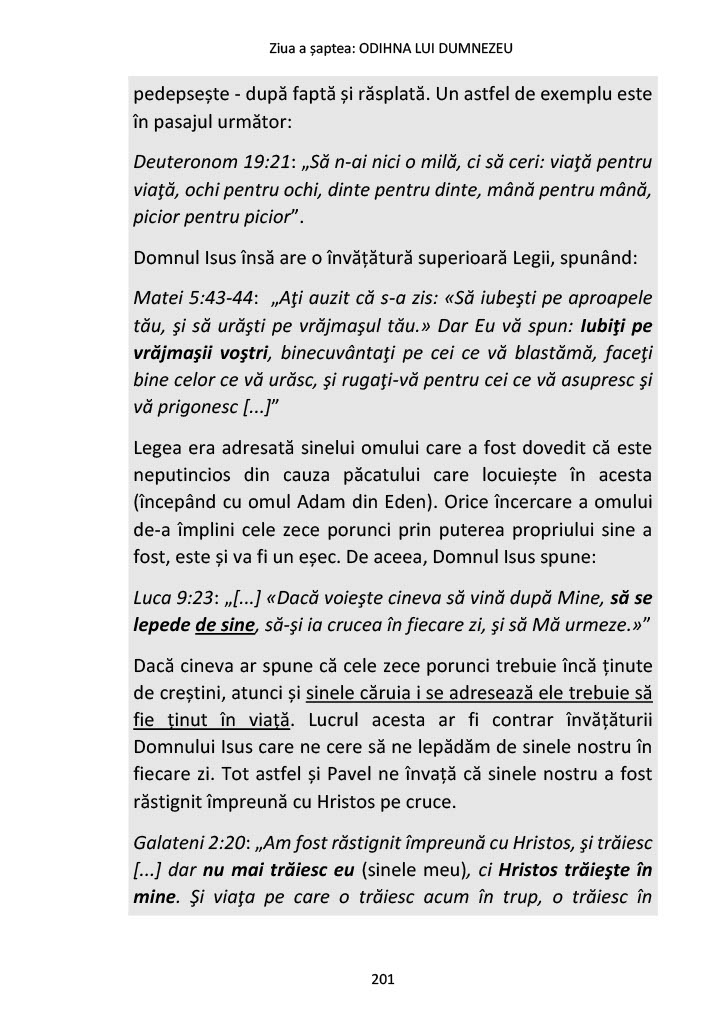 Ziua a șaptea: ODIHNA LUI DUMNEZEU
pedepsește - după faptă și răsplată. Un astfel de exemplu este
în pasajul următor:
Deuteronom 19:21: „Să n-ai nici o milă, ci să ceri: viaţă pentru
viaţă, ochi pentru ochi, dinte pentru dinte, mână pentru mână,
picior pentru picior”.
Domnul Isus însă are o învățătură superioară Legii, spunând:
Matei 5:43-44: „Aţi auzit că s-a zis: «Să iubeşti pe aproapele
tău, şi să urăşti pe vrăjmaşul tău.» Dar Eu vă spun: Iubiţi pe
vrăjmaşii voştri, binecuvântaţi pe cei ce vă blastămă, faceţi
bine celor ce vă urăsc, şi rugaţi-vă pentru cei ce vă asupresc şi
vă prigonesc [...]”
Legea era adresată sinelui omului care a fost dovedit că este
neputincios din cauza păcatului care locuiește în acesta
(începând cu omul Adam din Eden). Orice încercare a omului
de-a împlini cele zece porunci prin puterea propriului sine a
fost, este și va fi un eșec. De aceea, Domnul Isus spune:
Luca 9:23: „[...] «Dacă voieşte cineva să vină după Mine, să se
lepede de sine, să-şi ia crucea în fiecare zi, şi să Mă urmeze.»”
Dacă cineva ar spune că cele zece porunci trebuie încă ținute
de creștini, atunci și sinele căruia i se adresează ele trebuie să
fie ținut în viață. Lucrul acesta ar fi contrar învățăturii
Domnului Isus care ne cere să ne lepădăm de sinele nostru în
fiecare zi. Tot astfel și Pavel ne învață că sinele nostru a fost
răstignit împreună cu Hristos pe cruce.
Galateni 2:20: „Am fost răstignit împreună cu Hristos, şi trăiesc
[...] dar nu mai trăiesc eu (sinele meu), ci Hristos trăieşte în
mine. Şi viaţa pe care o trăiesc acum în trup, o trăiesc în
201